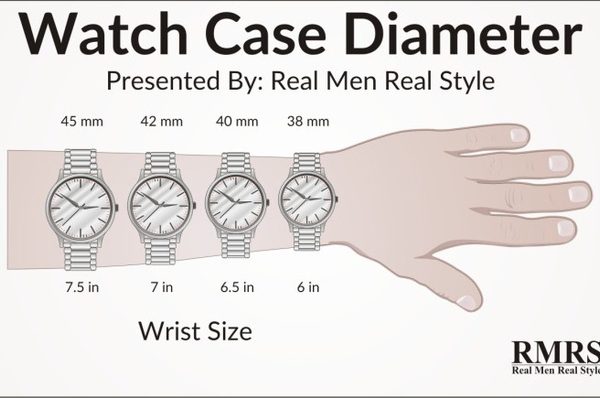 Watch Case Diameter
Presented By: Real Men Real Style
45 mm 42 mm 40 mm 38 mm
7.5 in 7 in 6.5 in 6 in
Wrist Size
RMRS
Real Men Real Style